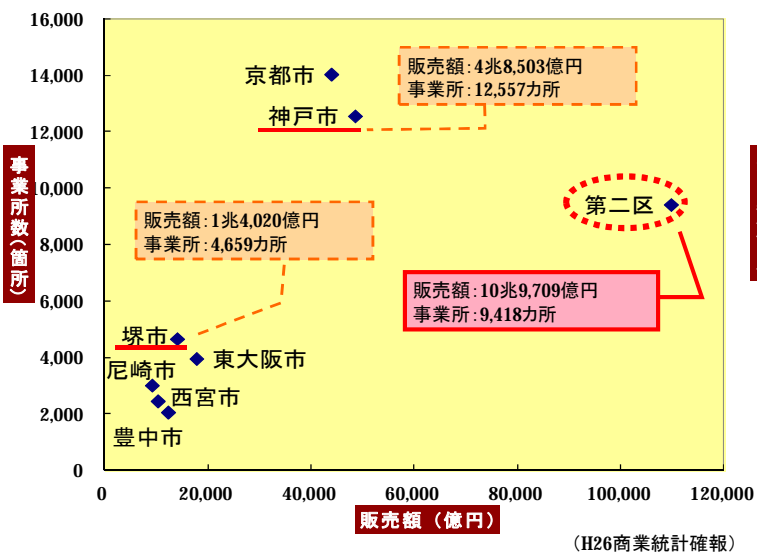 16,000
14,000
12,000
10,000
8,000
6,000
4,000
2,000
0
事業所数(箇所)
京都市
神戸市
販売額:4兆8,503億円
事業所:12,557カ所
第二区
販売額:1兆4,020億円
事業所:4,659カ所
販売額:10兆9,709億円
事業所:9,418カ所
堺市
東大阪市
尼崎市
西宮市
豊中市
0
20,000
40,000
60,000
80,000
100,000
120,000
販売額(億円)
(H26商業統計確報)